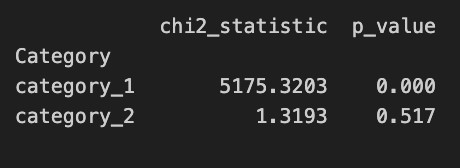 chi2_statistic p_value
Category
category_1 5175.3203 0.000
category_2 1.3193 0.517